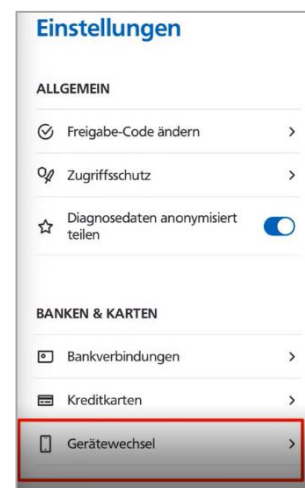 Einstellungen
ALLGEMEIN
Freigabe-Code ändern
Zugriffsschutz
Diagnosedaten anonymisiert
teilen
BANKEN & KARTEN
Bankverbindungen
Kreditkarten
Gerätewechsel